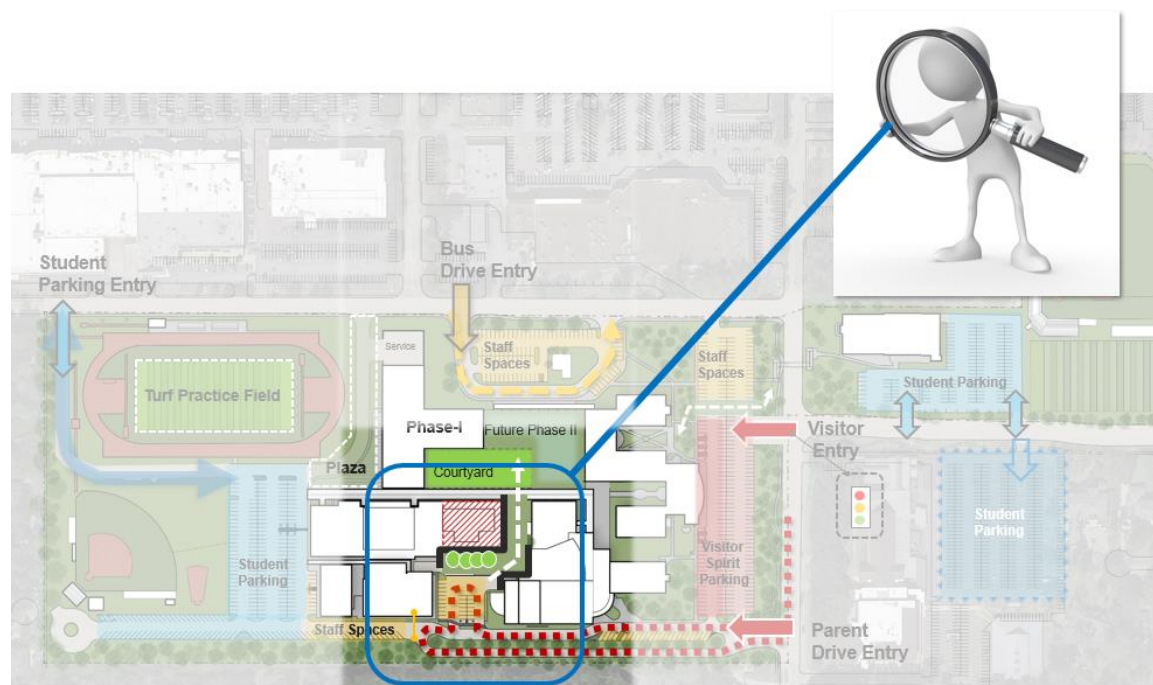 Student
Parking Entry
Bus
Drive Entry
Service
Staff
Spaces
Staff
Spaces
Turf Practice Field
Student Parking
Phase-I
Future Phase II
Visitor
Entry
Plaza
Courtyard
Student
Parking
Student
Parking
Visitor
Spirit
Parking
Staff Spaces
Parent
Drive Entry